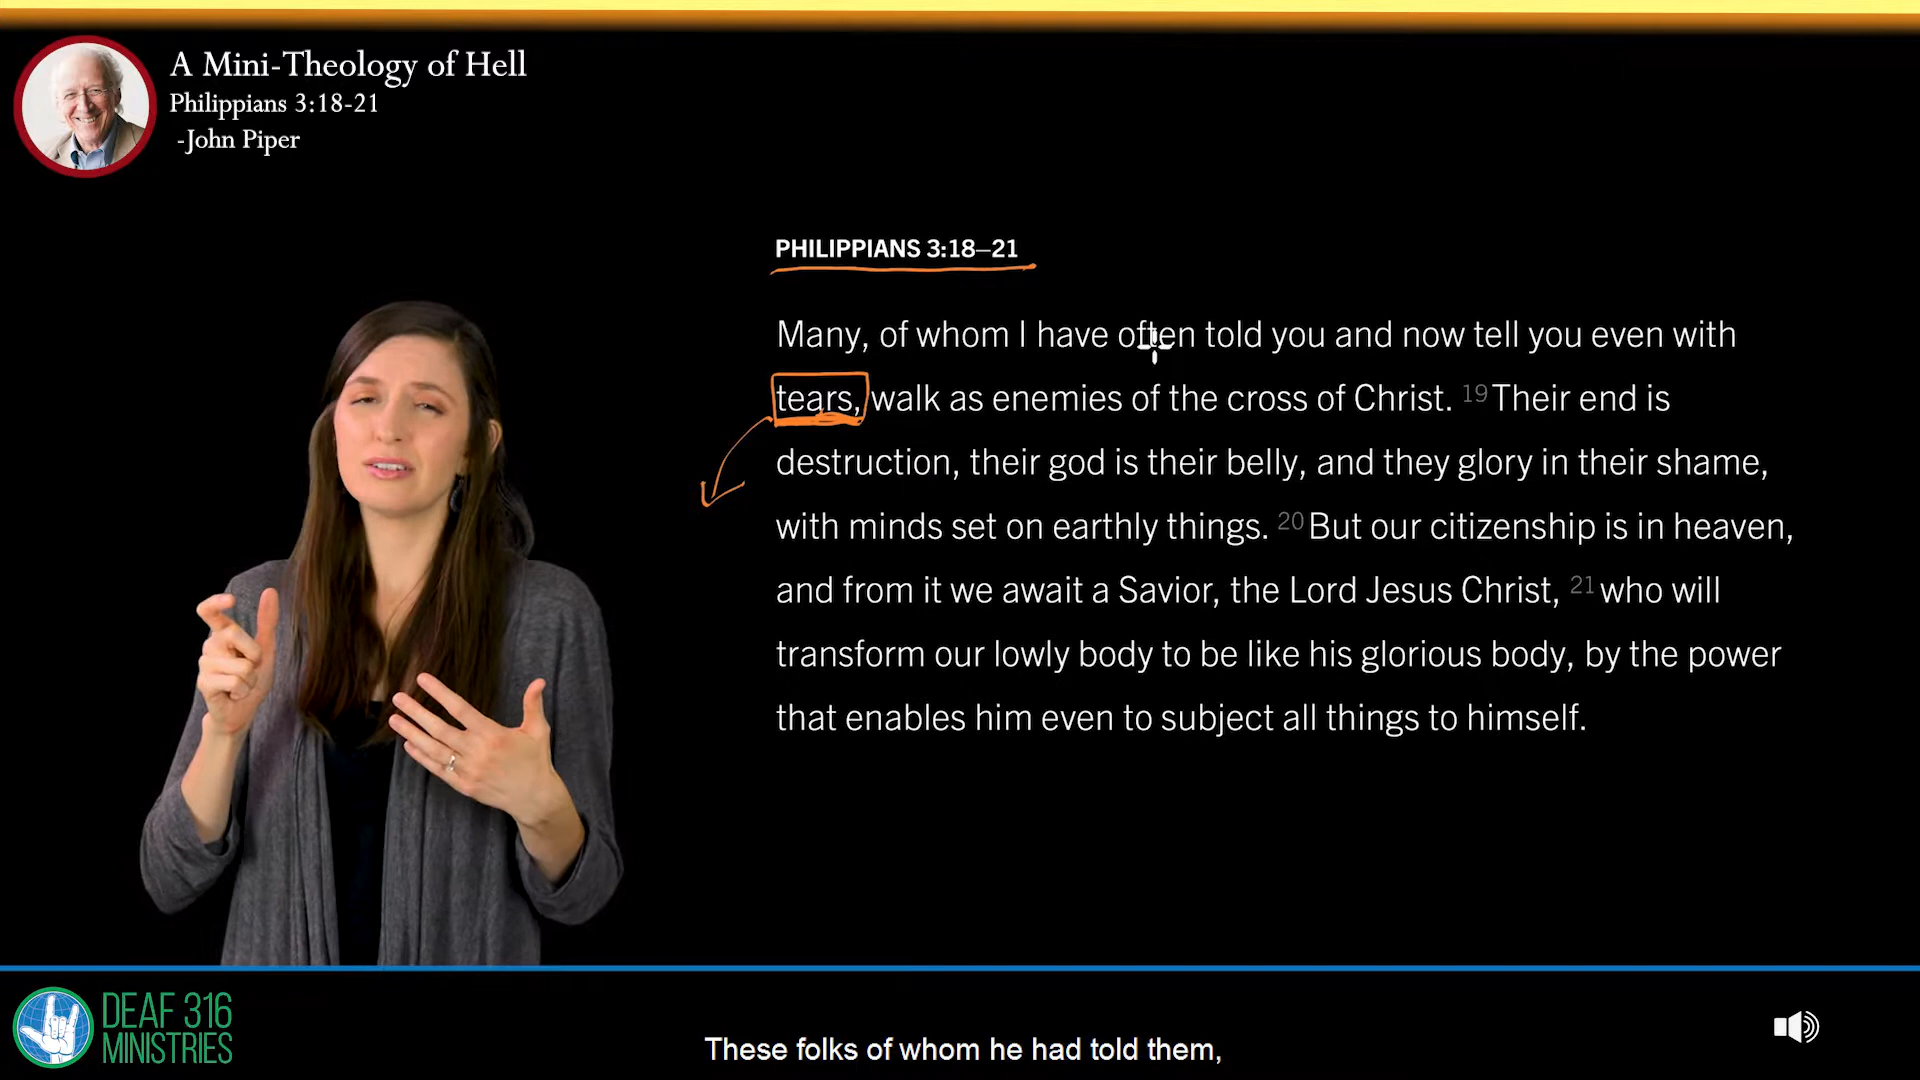 A Mini-Theology of Hell
Philippians 3:18-21
-John Piper
PHILIPPIANS 3:18–21
Many, of whom I have often told you and now tell you even with
tears, walk as enemies of the cross of Christ. 19 Their end is
destruction, their god is their belly, and they glory in their shame,
with minds set on earthly things. 20 But our citizenship is in heaven,
and from it we await a Savior, the Lord Jesus Christ, 21 who will
transform our lowly body to be like his glorious body, by the power
that enables him even to subject all things to himself.
DEAF 316
MINISTRIES
These folks of whom he had told them,